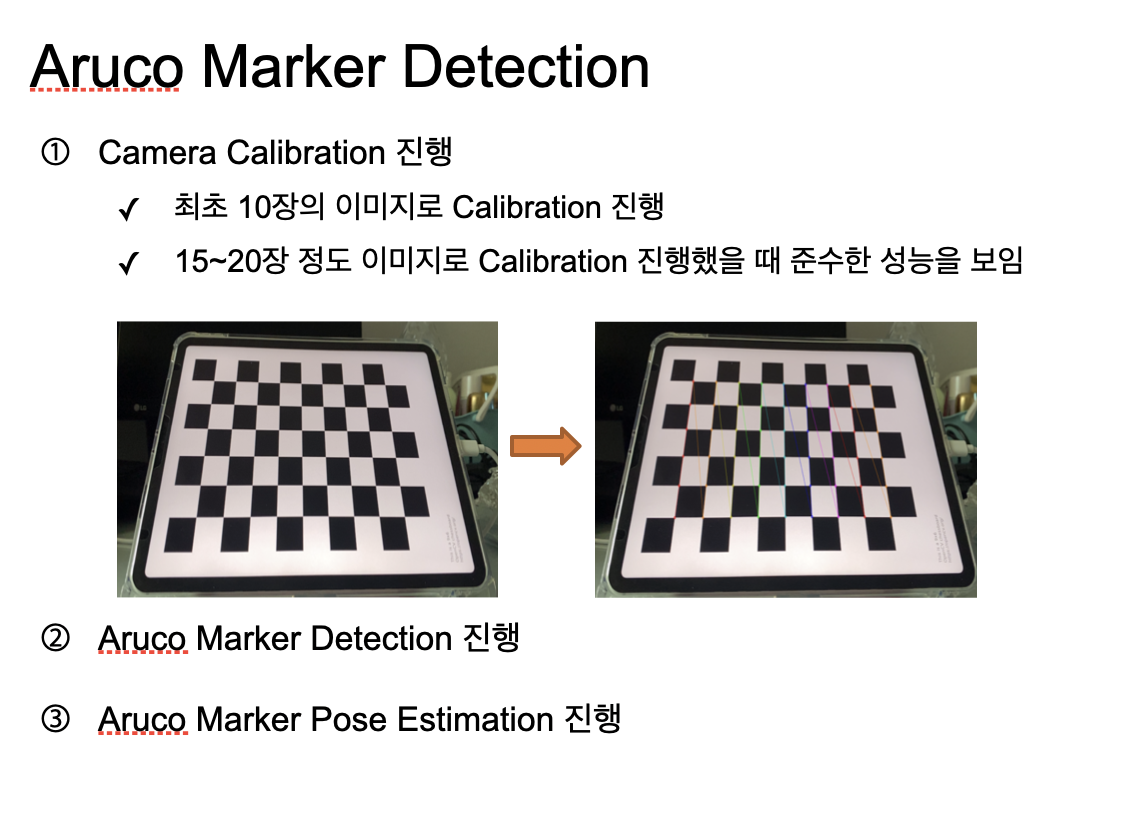 Aruco Marker Detection
① Camera Calibration 진행
✓ 최초 10장의 이미지로 Calibration 진행
✓ 15~20장 정도 이미지로 Calibration 진행했을 때 준수한 성능을 보임
② Aruco Marker Detection 진행
③ Aruco Marker Pose Estimation 진행